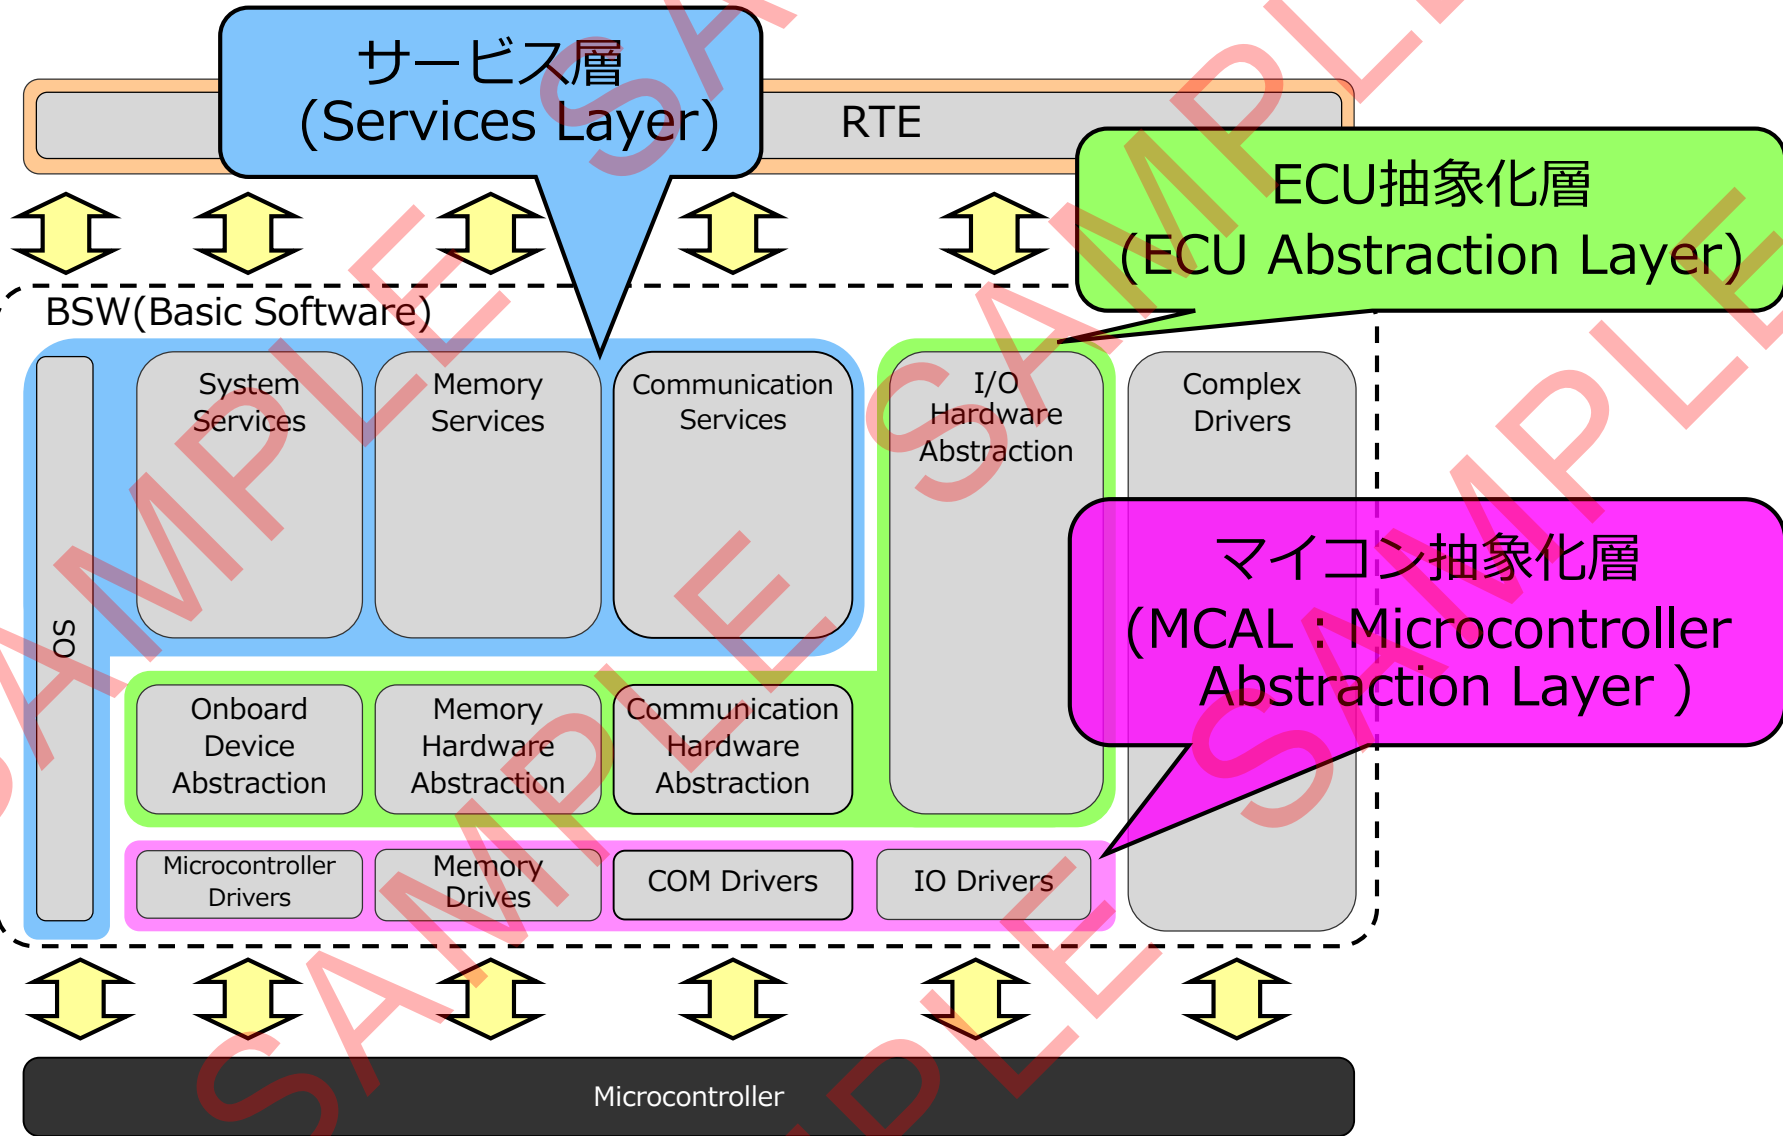 サービス層
(Services Layer)
RTE
ECU抽象化層
(ECU Abstraction Layer)
BSW(Basic Software)
OS
System
Services
Memory
Services
Communication
Services
I/O
Hardware
Abstraction
Complex
Drivers
マイコン抽象化層
(MCAL：Microcontroller
Abstraction Layer )
Onboard
Device
Abstraction
Memory
Hardware
Abstraction
Communication
Hardware
Abstraction
Microcontroller
Drivers
Memory
Drives
COM Drivers
IO Drivers
Microcontroller
SAMPLE
SAMPLE
SAMPLE
SAMPLE
SAMPLE